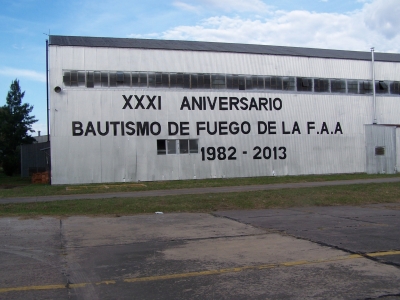 XXXI ANIVERSARIO
BAUTISMO DE FUEGO DE LA F.A.A
1982 - 2013